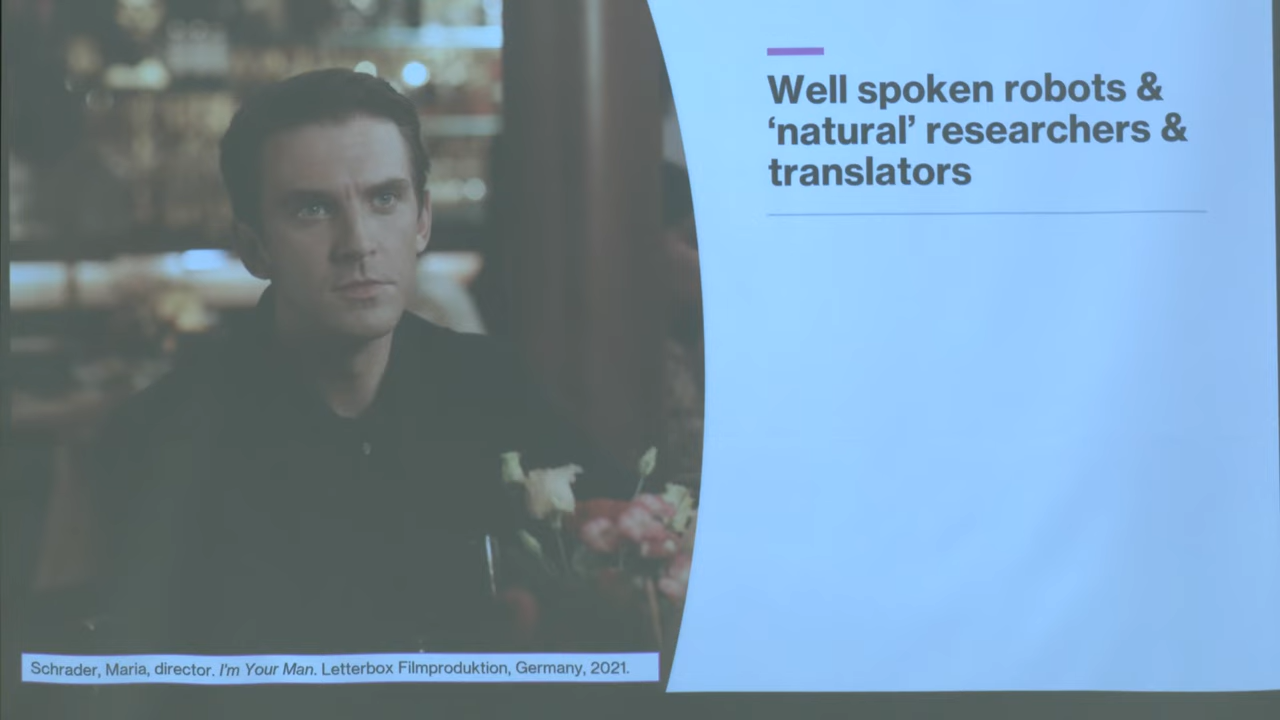 Well spoken robots &
‘natural’ researchers &
translators
Schrader, Maria, director. I'm Your Man. Letterbox Filmproduktion, Germany, 2021.